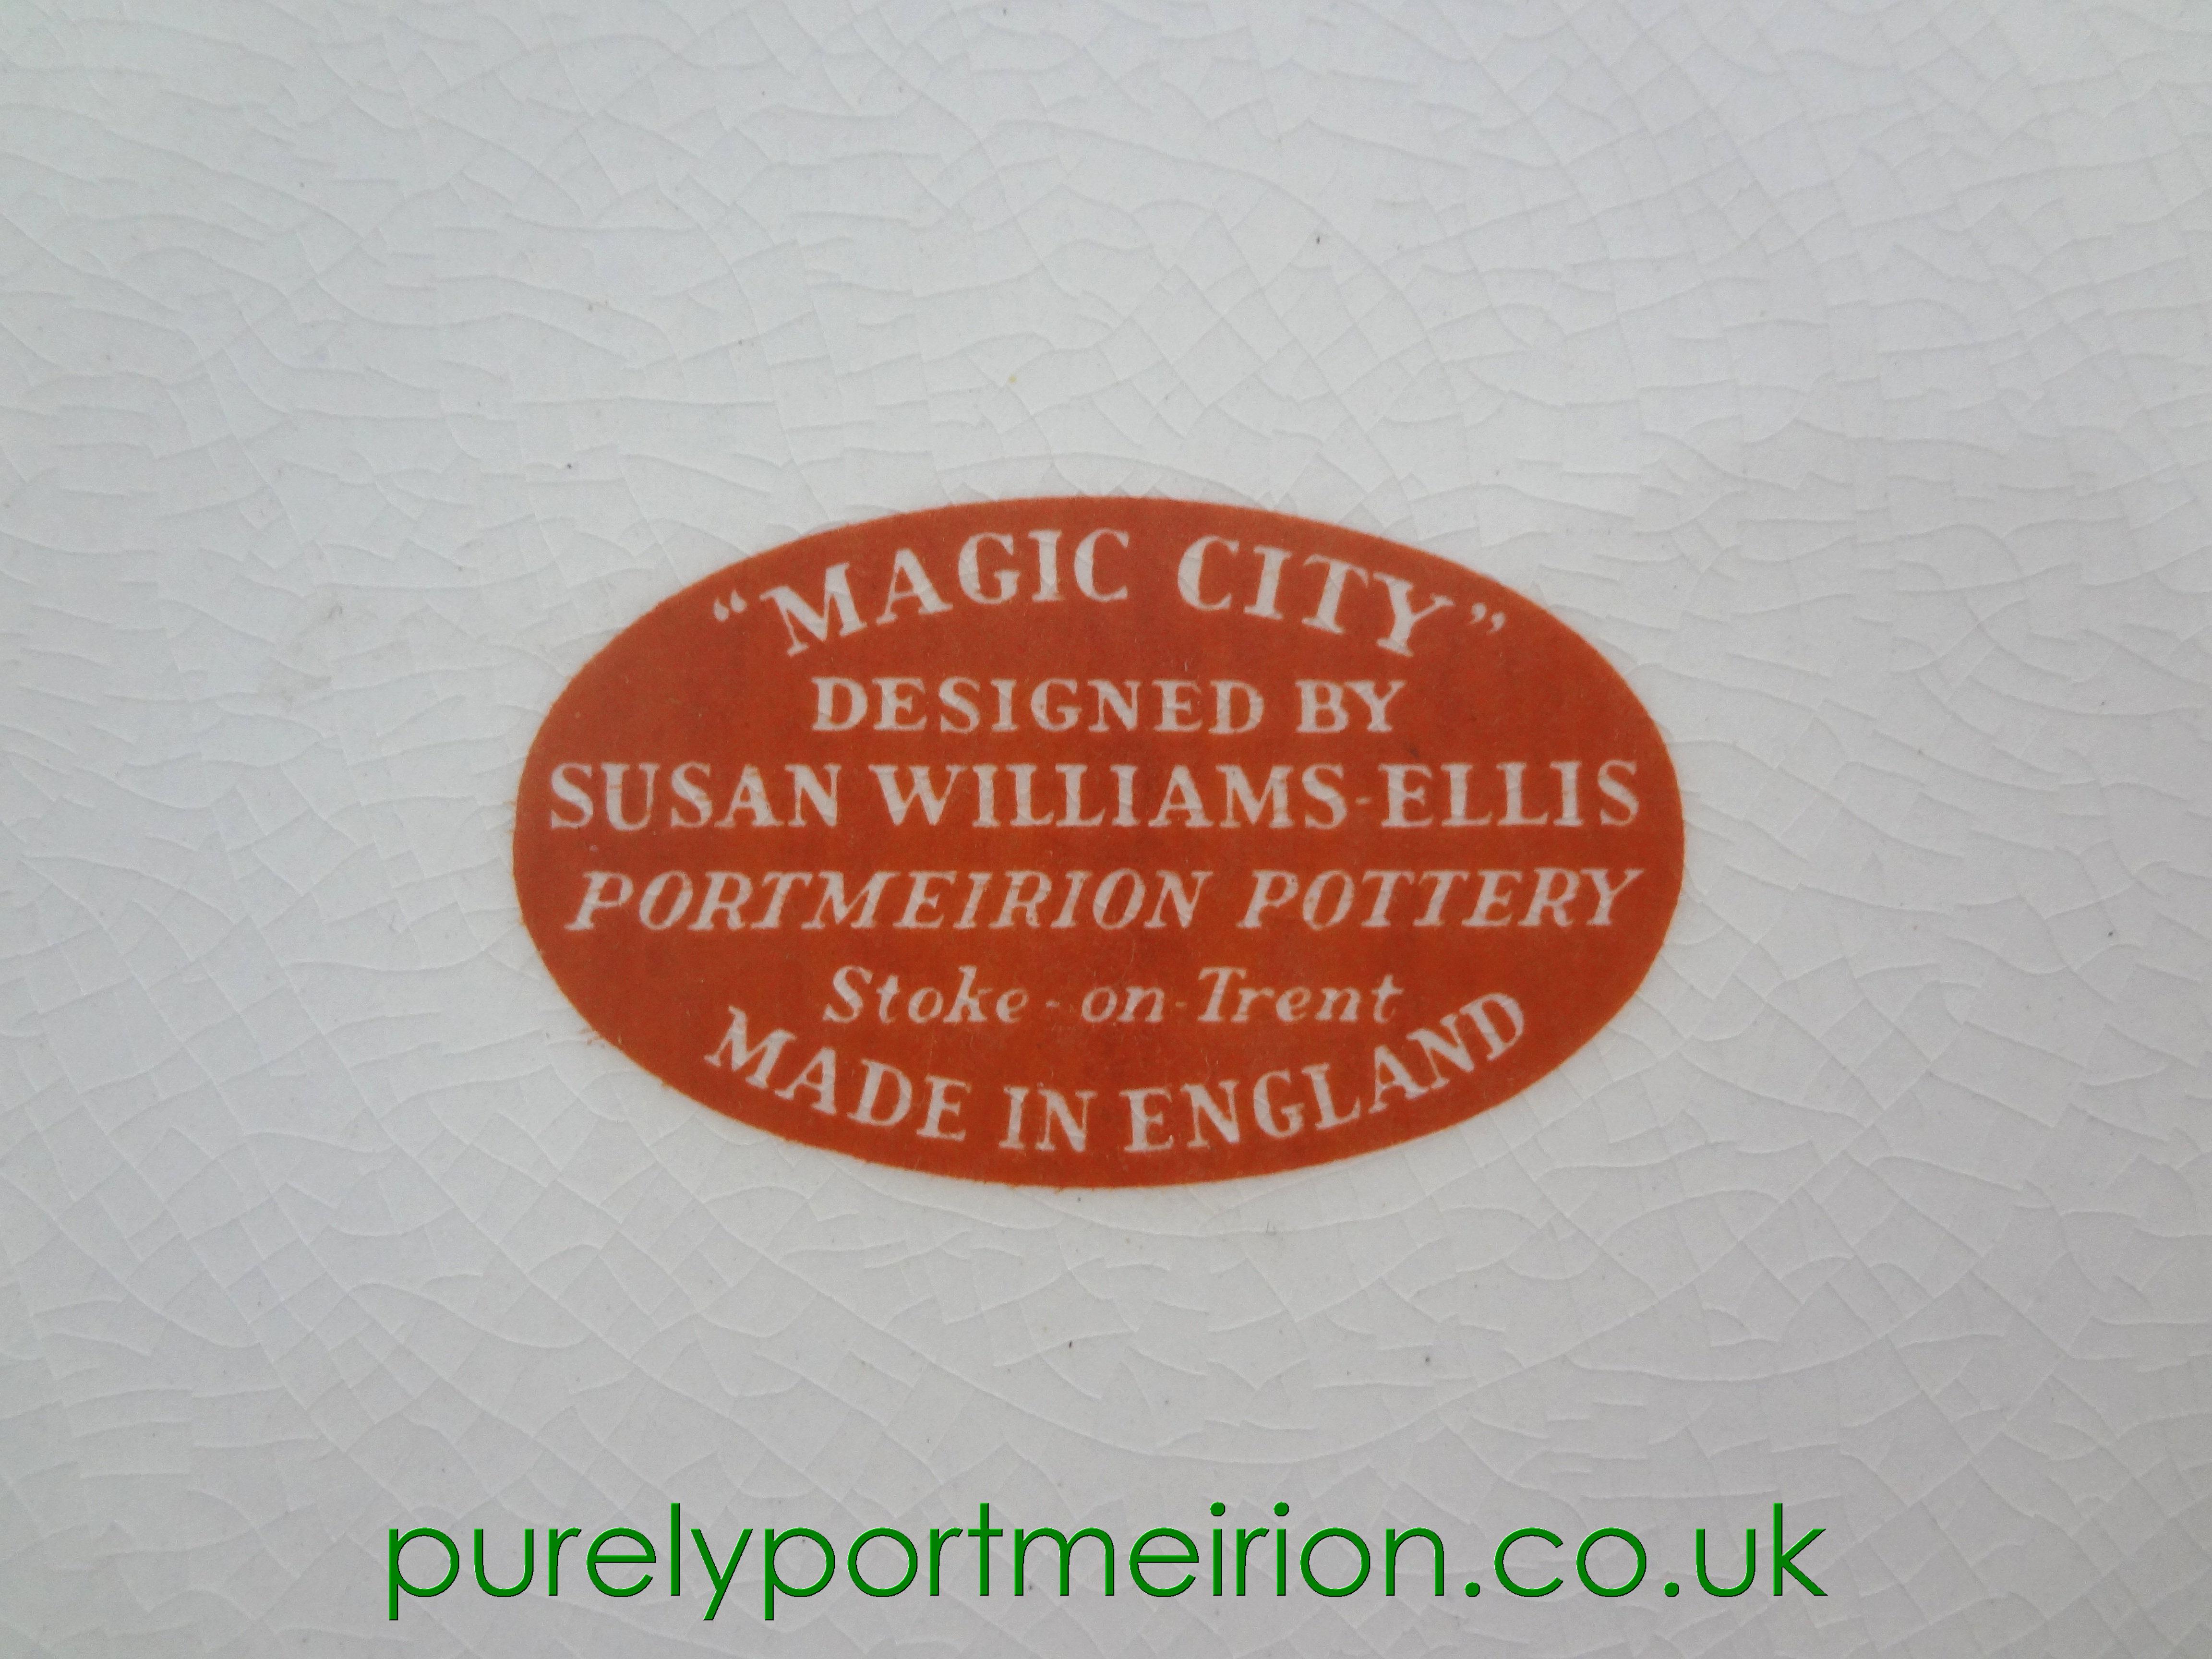 “MAGIC CITY”
DESIGNED BY
SUSAN WILLIAMS-ELLIS
PORTMEIRION POTTERY
Stoke-on-Trent
MADE IN ENGLAND
purelyportmeirion.co.uk